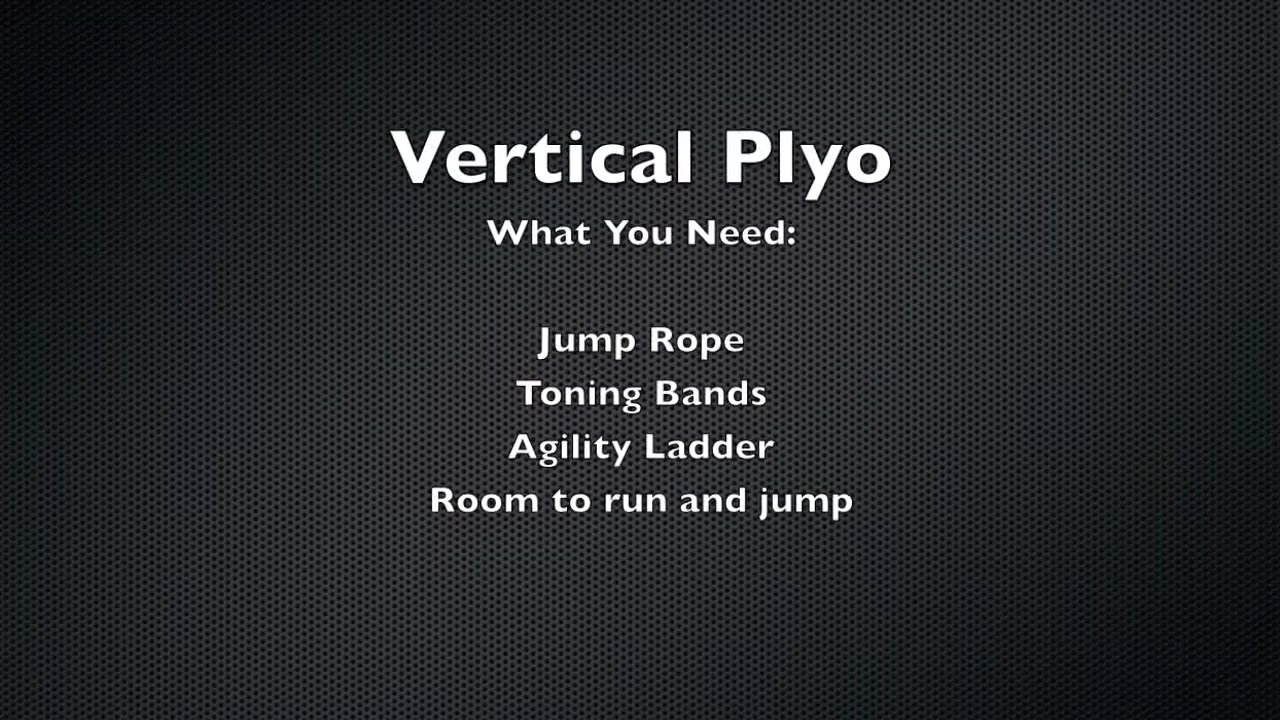 Vertical Plyo
What You Need:
Jump Rope
Toning Bands
Agility Ladder
Room to run and jump